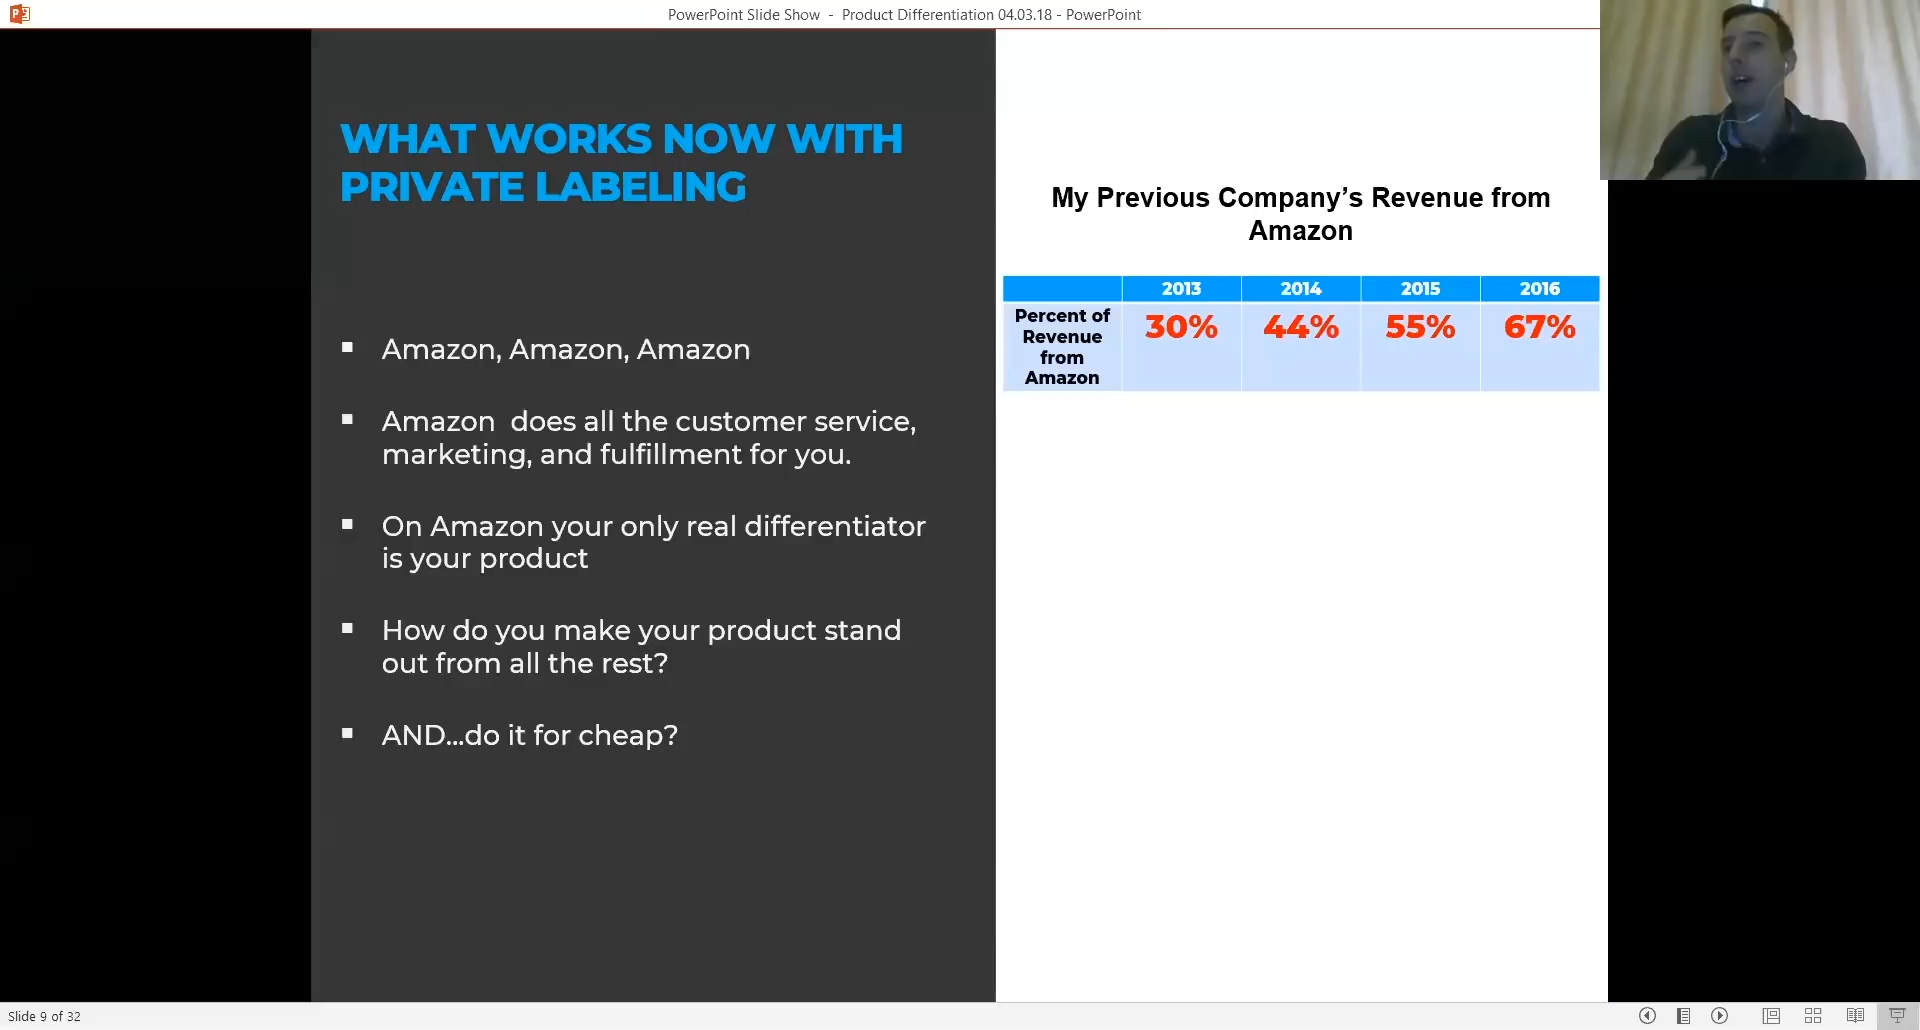 PowerPoint Slide Show - Product Differentiation 04.03.18 - PowerPoint
WHAT WORKS NOW WITH
PRIVATE LABELING
▪ Amazon, Amazon, Amazon
▪ Amazon  does all the customer service,
marketing, and fulfillment for you.
▪ On Amazon your only real differentiator
is your product
▪ How do you make your product stand
out from all the rest?
▪ AND...do it for cheap?
My Previous Company’s Revenue from
Amazon
2013 2014 2015 2016
Percent of
Revenue
from
Amazon
30% 44% 55% 67%
Slide 9 of 32